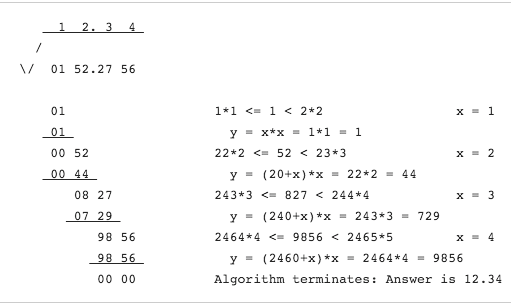 1 2. 3 4
/
\/ 01 52.27 56
01 1*1 <= 1 < 2*2 x = 1
01 y = x*x = 1*1 = 1
00 52 22*2 <= 52 < 23*3 x = 2
00 44 y = (20+x)*x = 22*2 = 44
08 27 243*3 <= 827 < 244*4 x = 3
07 29 y = (240+x)*x = 243*3 = 729
98 56 2464*4 <= 9856 < 2465*5 x = 4
98 56 y = (2460+x)*x = 2464*4 = 9856
00 00 Algorithm terminates: Answer is 12.34